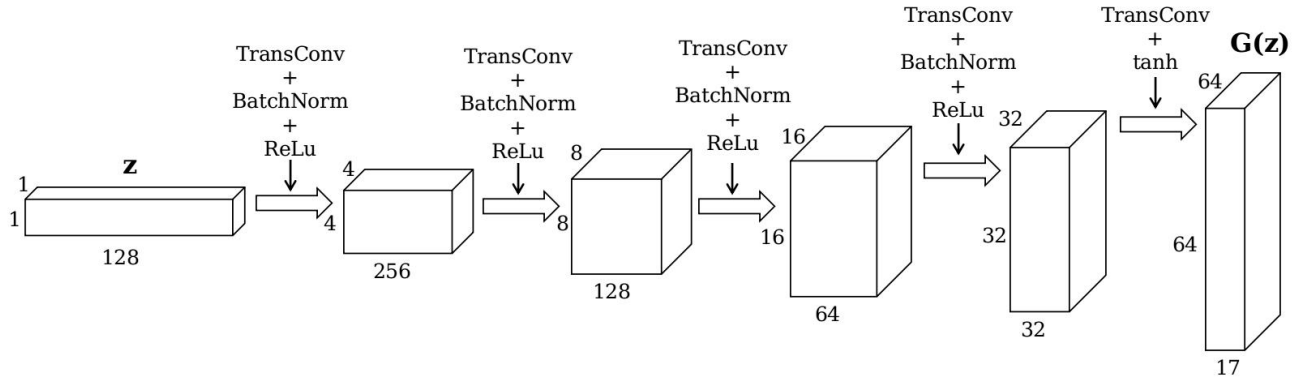 z
1
1
128
TransConv
+
BatchNorm
+
ReLu
4
4
256
TransConv
+
BatchNorm
+
ReLu
8
8
128
TransConv
+
BatchNorm
+
ReLu
16
16
64
TransConv
+
BatchNorm
+
ReLu
32
32
32
TransConv
+
tanh
G(z)
64
64
17